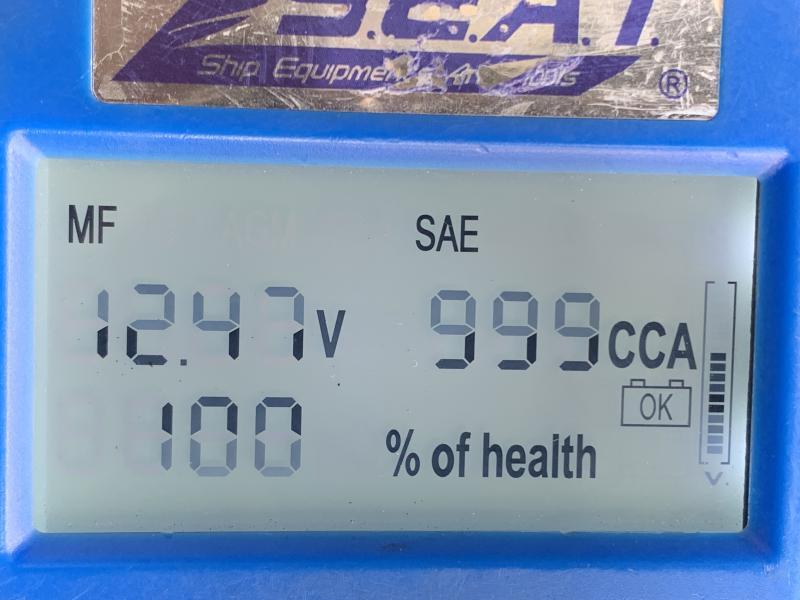 S.E.A.T.
Ship Equipment
®
MF SAE
12.47V 999CCA
OK
100 % of health
V